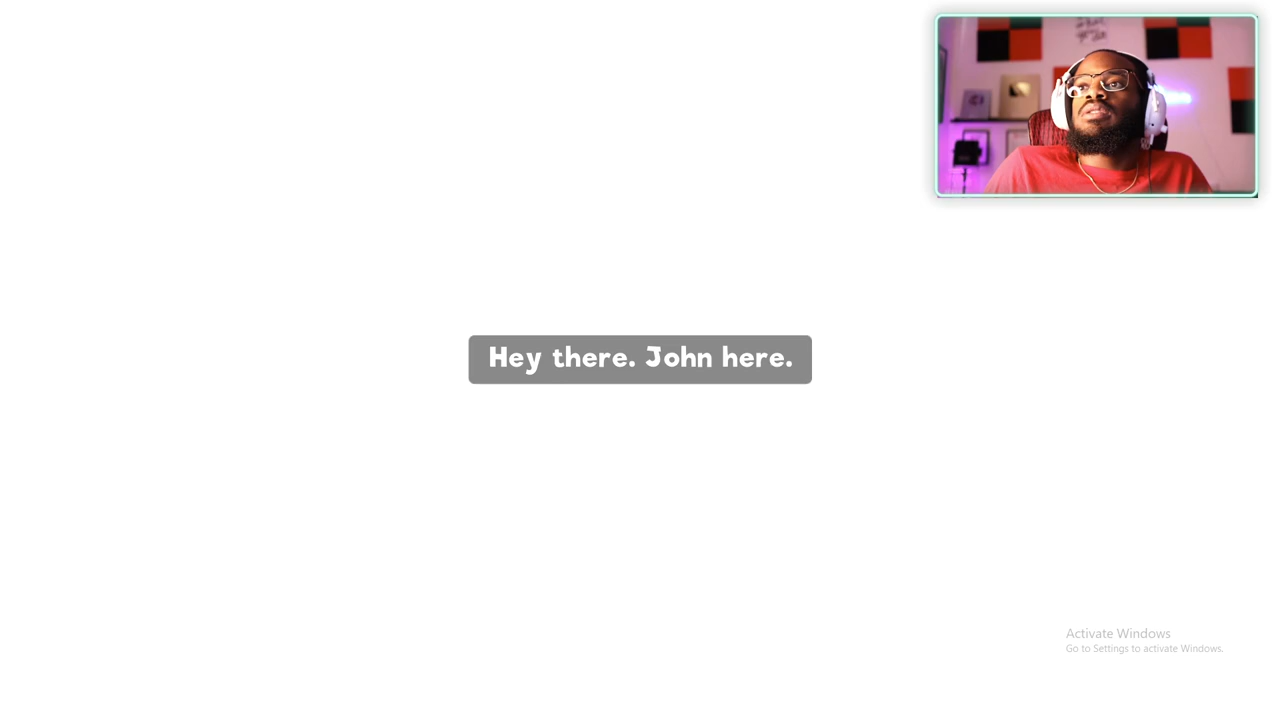 Hey there. John here.
Activate Windows
Go to Settings to activate Windows.